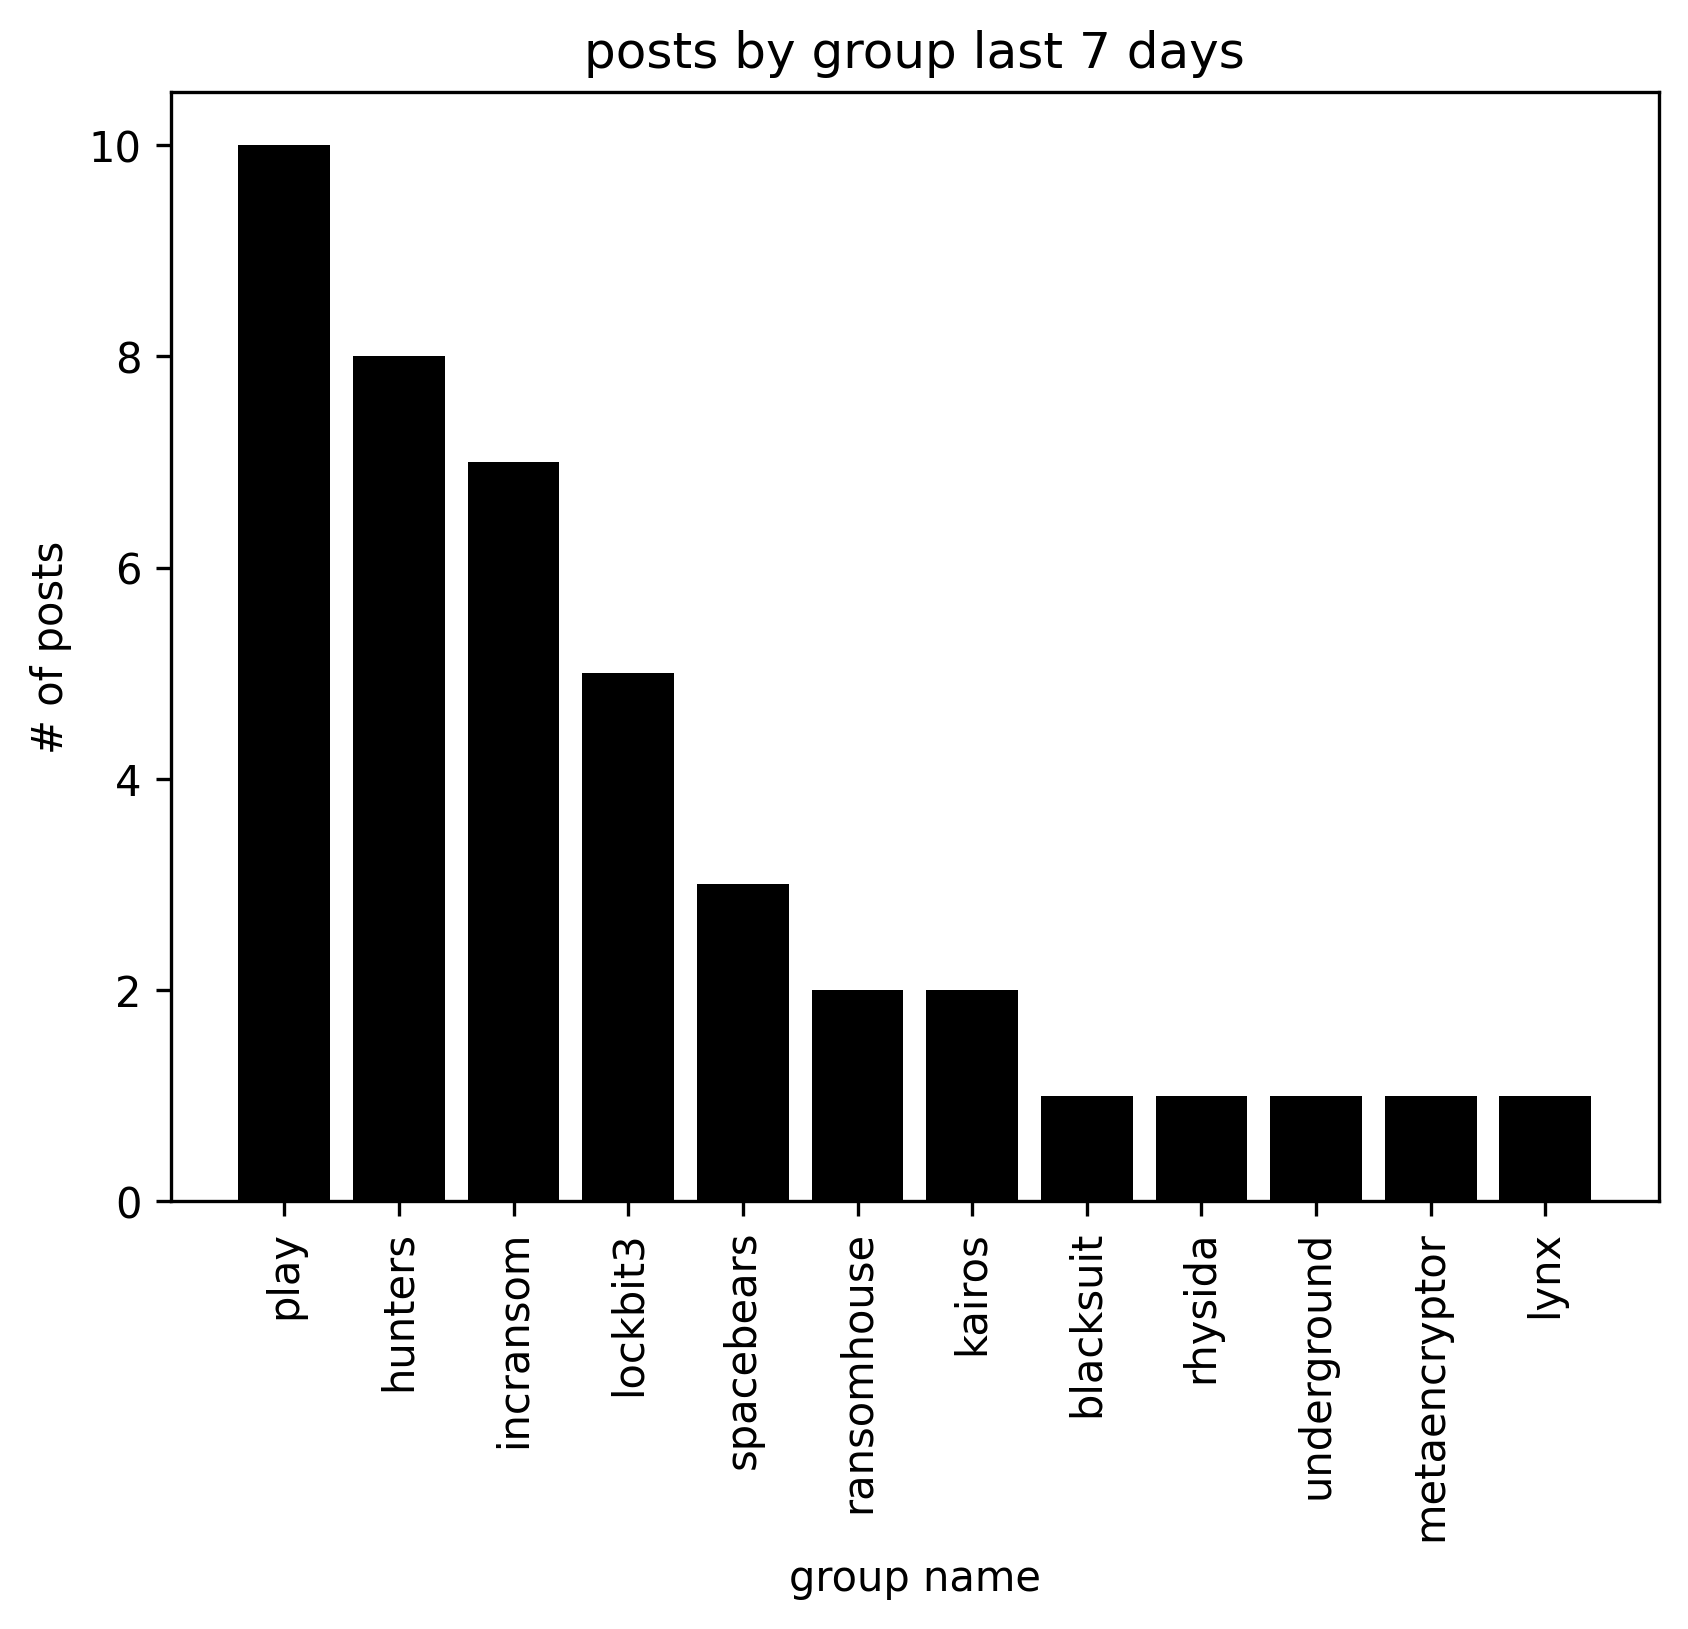 posts by group last 7 days
# of posts
10
8
6
4
2
0
play
hunters
incransom
lockbit3
spacebears
ransomhouse
kairos
blacksuit
rhysida
underground
metaencryptor
lynx
group name